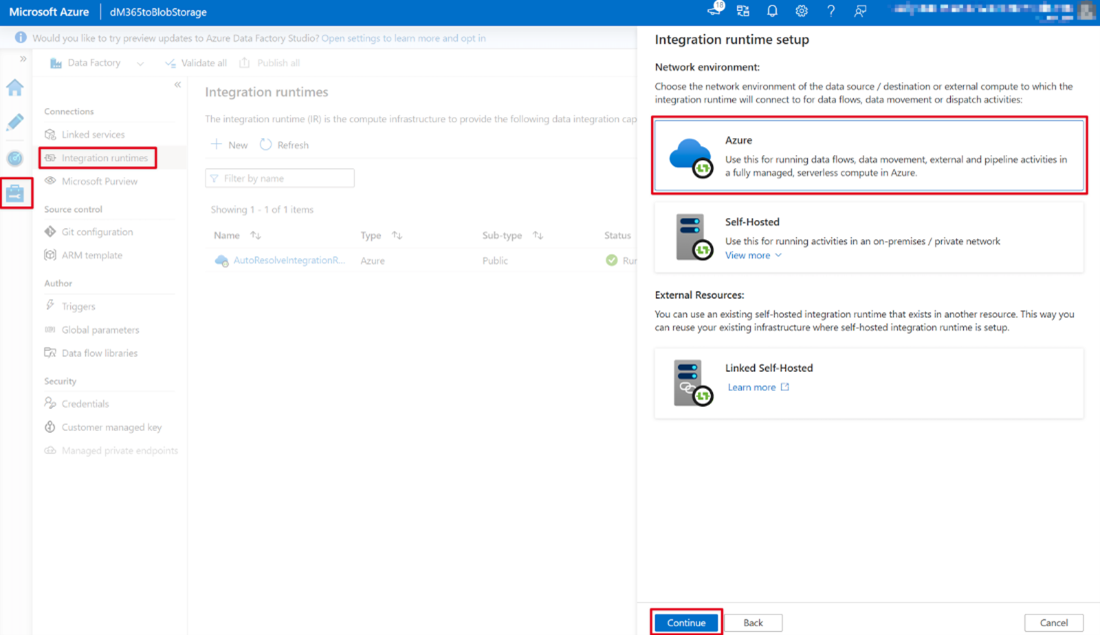 Microsoft Azure
dM365toBlobStorage
18
Would you like to try preview updates to Azure Data Factory Studio? Open settings to learn more and opt in
Data Factory
Validate all
Publish all
Connections
Linked services
Integration runtimes
Microsoft Purview
Source control
Git configuration
ARM template
Author
Triggers
Global parameters
Data flow libraries
Security
Credentials
Customer managed key
Managed private endpoints
Integration runtimes
The integration runtime (IR) is the compute infrastructure to provide the following data integration cap
New
Refresh
Filter by name
Showing 1 - 1 of 1 items
Name Type Sub-type Status
AutoResolveIntegrationR... Azure Public Run
Integration runtime setup
Network environment:
Choose the network environment of the data source / destination or external compute to which the
integration runtime will connect to for data flows, data movement or dispatch activities:
Azure
Use this for running data flows, data movement, external and pipeline activities in
a fully managed, serverless compute in Azure.
Self-Hosted
Use this for running activities in an on-premises / private network
View more
External Resources:
You can use an existing self-hosted integration runtime that exists in another resource. This way you
can reuse your existing infrastructure where self-hosted integration runtime is setup.
Linked Self-Hosted
Learn more
Continue
Back
Cancel